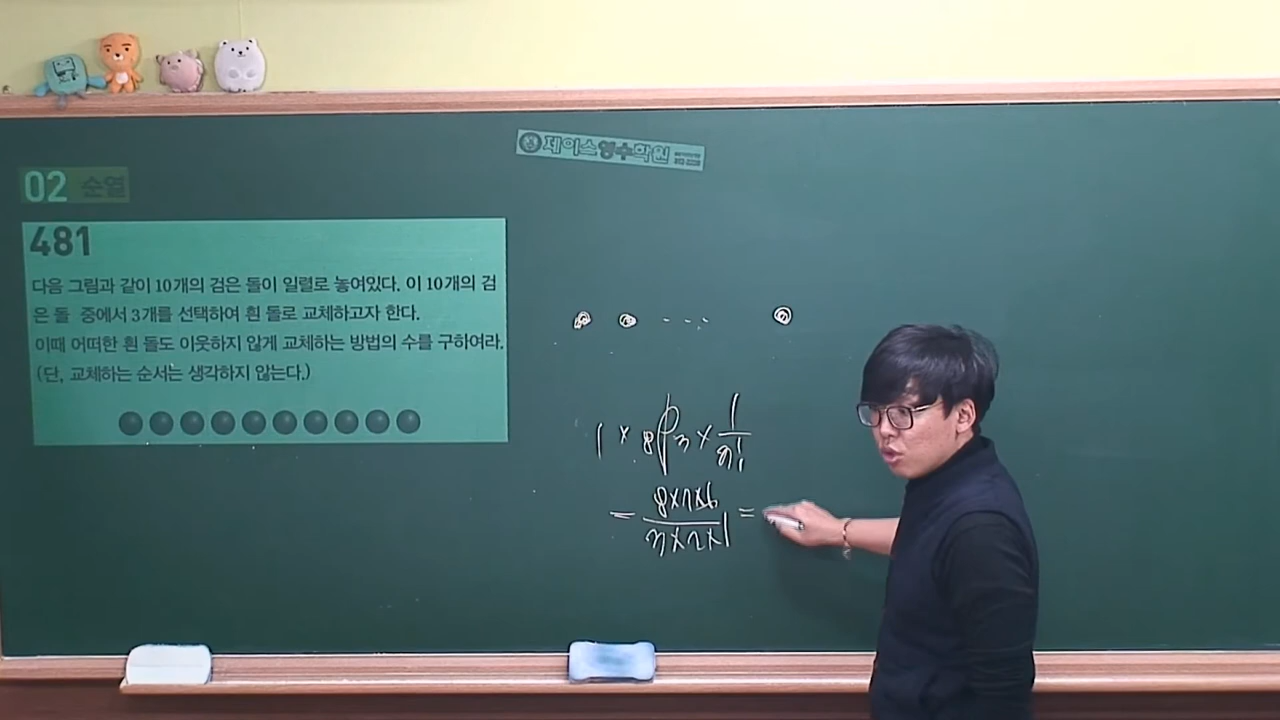 제이스영수학원
02 순열
481
다음 그림과 같이 10개의 검은 돌이 일렬로 놓여있다. 이 10개의 검
은 돌 중에서 3개를 선택하여 흰 돌로 교체하고자 한다.
이때 어떠한 흰 돌도 이웃하지 않게 교체하는 방법의 수를 구하여라.
(단, 교체하는 순서는 생각하지 않는다.)
1 × 8P3 × 1/3!
= 8×7×6/3×2×1 =